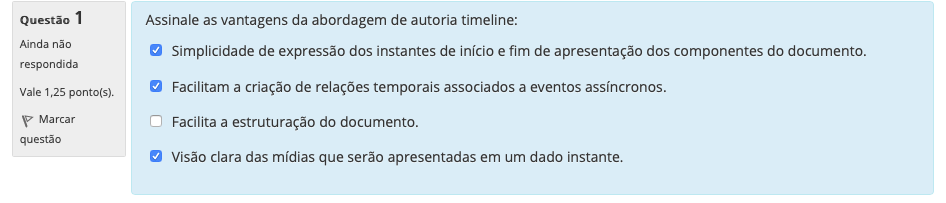 Questão 1
Ainda não
respondida
Vale 1,25 ponto(s).
Marcar
questão
Assinale as vantagens da abordagem de autoria timeline:
Simplicidade de expressão dos instantes de início e fim de apresentação dos componentes do documento.
Facilitam a criação de relações temporais associados a eventos assíncronos.
Facilita a estruturação do documento.
Visão clara das mídias que serão apresentadas em um dado instante.